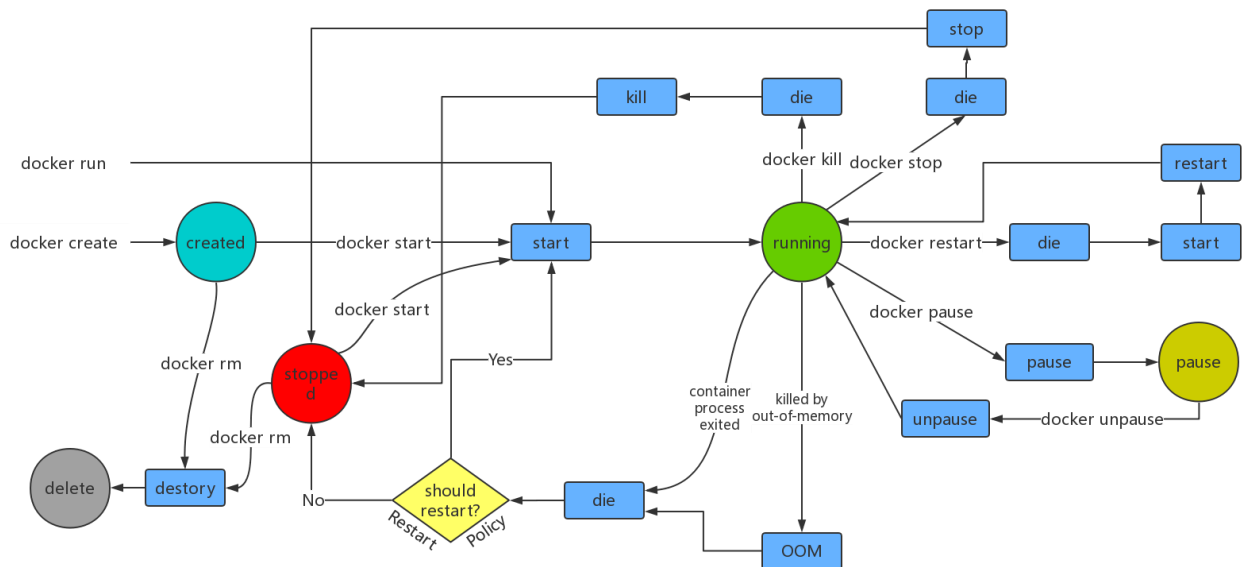 stop
kill
die
die
docker run
docker kill
docker stop
restart
docker create
created
docker start
start
running
docker restart
die
start
docker start
docker pause
docker rm
stoppe
d
Yes
pause
pause
container
process
exited
killed by
out-of-memory
unpause
docker unpause
docker rm
delete
destory
No
should
restart?
Restart
Policy
die
OOM